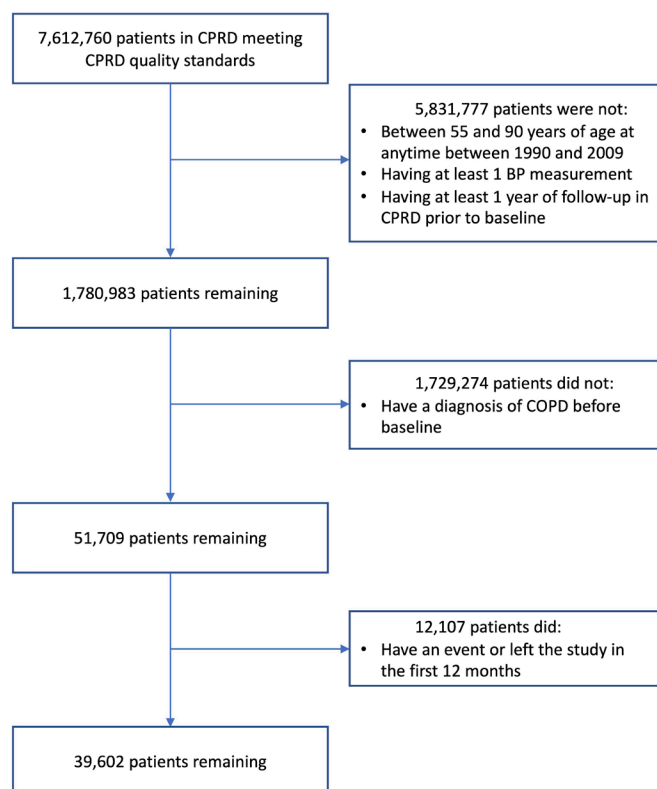 7,612,760 patients in CPRD meeting
CPRD quality standards
5,831,777 patients were not:
• Between 55 and 90 years of age at
anytime between 1990 and 2009
• Having at least 1 BP measurement
• Having at least 1 year of follow-up in
CPRD prior to baseline
1,780,983 patients remaining
1,729,274 patients did not:
• Have a diagnosis of COPD before
baseline
51,709 patients remaining
12,107 patients did:
• Have an event or left the study in
the first 12 months
39,602 patients remaining